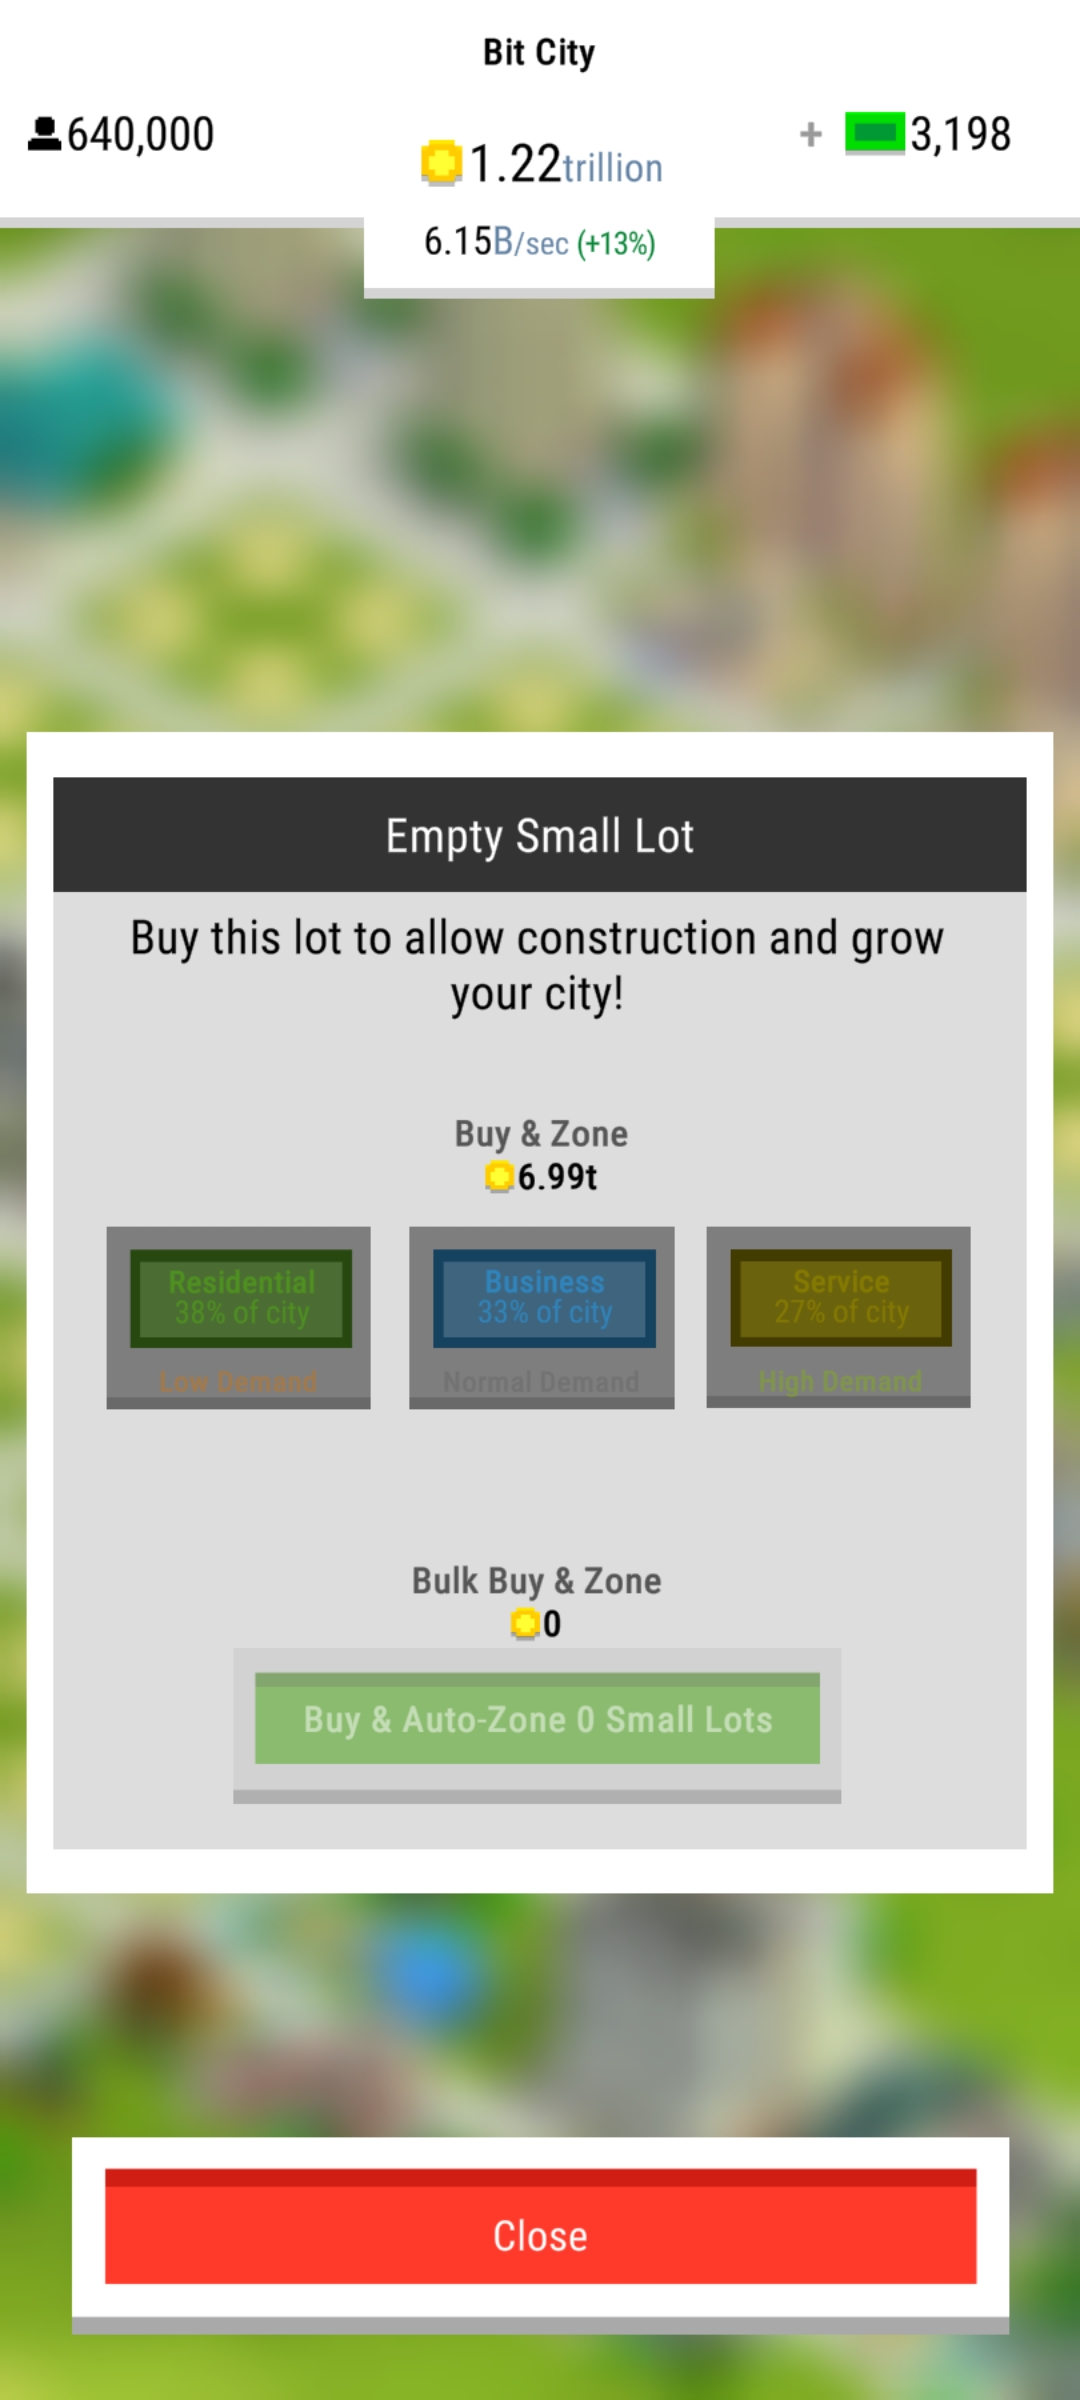 Bit City
640,000
1.22trillion
+ 3,198
6.15B/sec (+13%)
Empty Small Lot
Buy this lot to allow construction and grow
your city!
Buy & Zone
6.99t
Residential
38% of city
Low Demand
Business
33% of city
Normal Demand
Service
27% of city
High Demand
Bulk Buy & Zone
0
Buy & Auto-Zone 0 Small Lots
Close